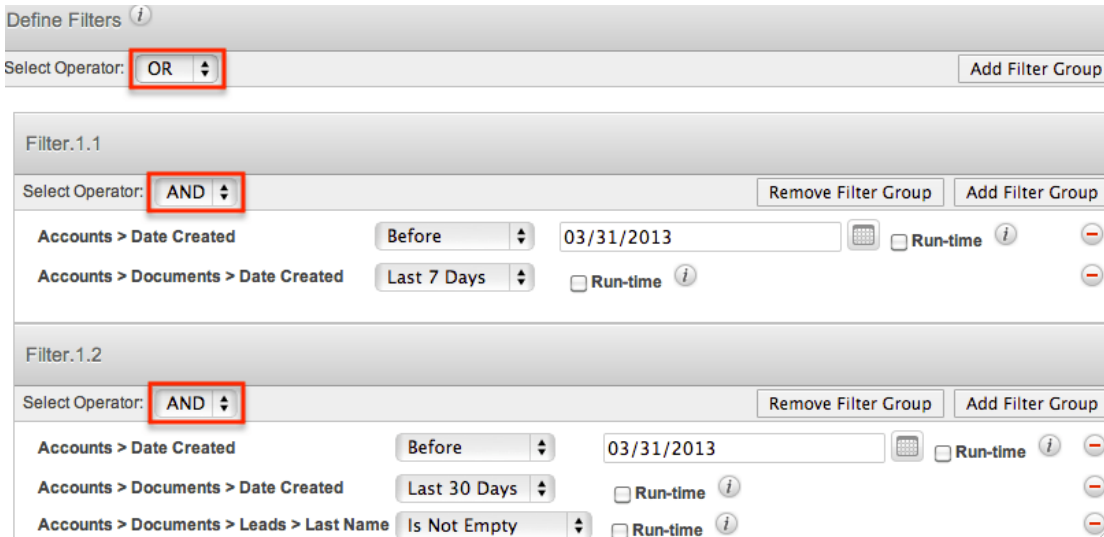 Define Filters i
Select Operator: OR Add Filter Group
Filter.1.1
Select Operator: AND Remove Filter Group Add Filter Group
Accounts > Date Created Before 03/31/2013 Run-time i
Accounts > Documents > Date Created Last 7 Days Run-time i
Filter.1.2
Select Operator: AND Remove Filter Group Add Filter Group
Accounts > Date Created Before 03/31/2013 Run-time i
Accounts > Documents > Date Created Last 30 Days Run-time i
Accounts > Documents > Leads > Last Name Is Not Empty Run-time i